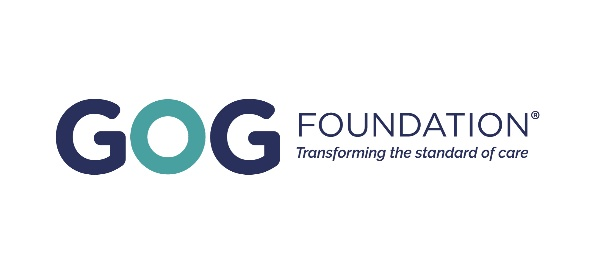 GOG FOUNDATION®
Transforming the standard of care